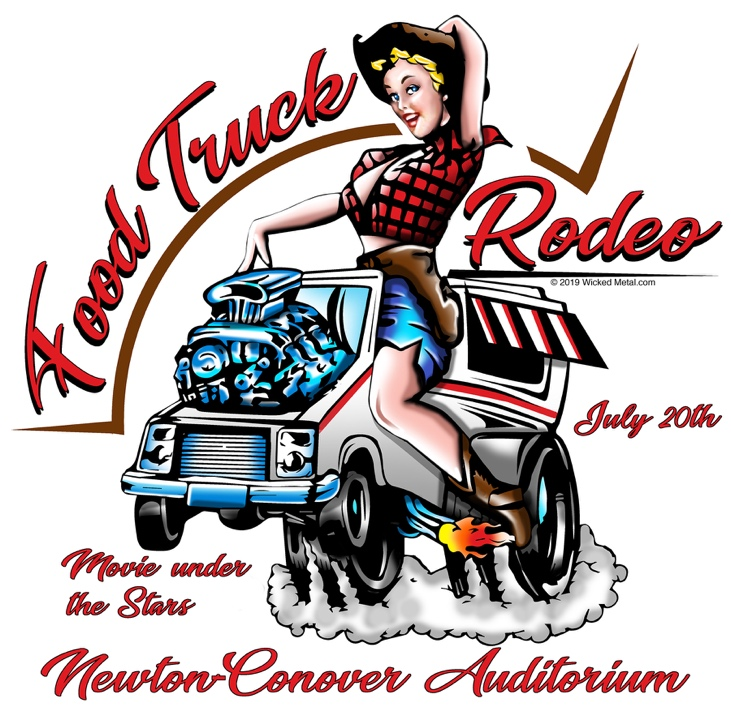 Food Truck
Rodeo
© 2019 Wicked Metal.com
July 20th
Movie under
the Stars
Newton-Conover Auditorium